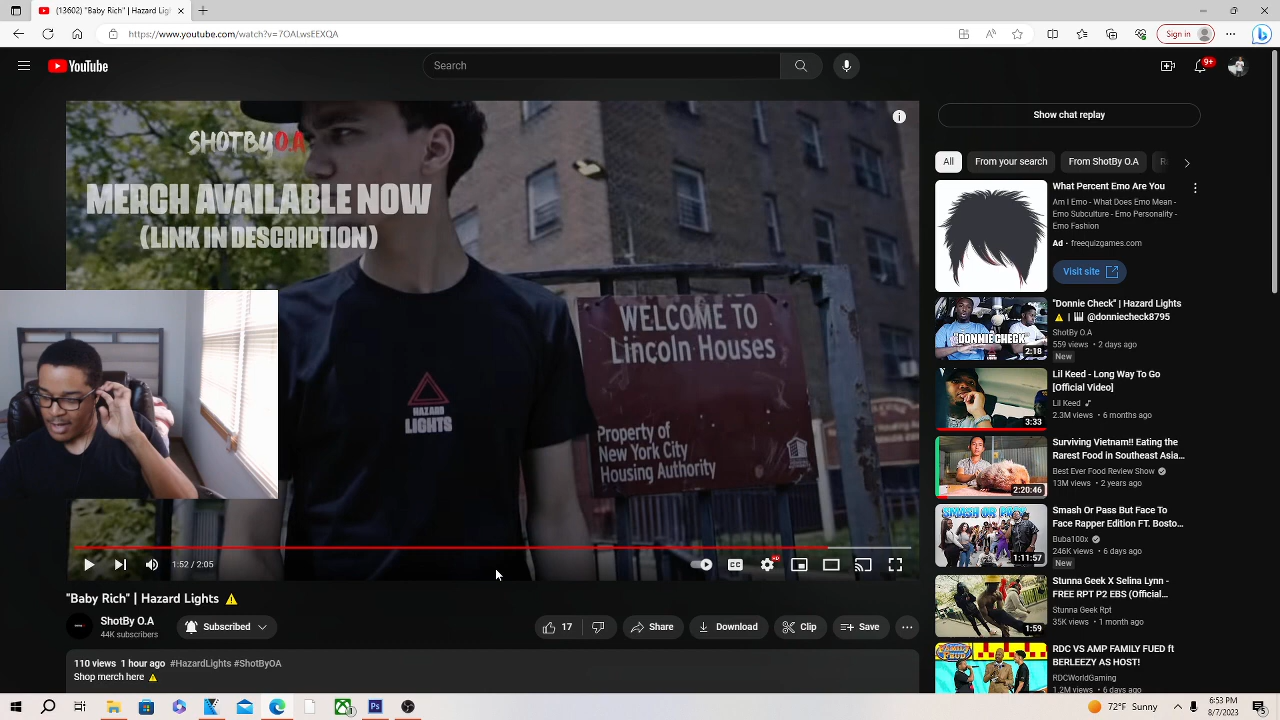 (13602) "Baby Rich" | Hazard Lig
https://www.youtube.com/watch?v=7OALwsEEXQA
Sign in
YouTube
Search
9+
SHOTBYO.A
MERCH AVAILABLE NOW
(LINK IN DESCRIPTION)
HAZARD
LIGHTS
WELCOME TO
Lincoln Houses
Property of
New York City
Housing Authority
1:52 / 2:05
CC
HD
"Baby Rich" | Hazard Lights ⚠️
ShotBy O.A
44K subscribers
Subscribed
17
Share
Download
Clip
Save
110 views 1 hour ago #HazardLights #ShotByOA
Shop merch here ⚠️
Show chat replay
All
From your search
From ShotBy O.A
What Percent Emo Are You
Am I Emo - What Does Emo Mean -
Emo Subculture - Emo Personality -
Emo Fashion
Ad · freequizgames.com
Visit site
DONNIECHECK
2:18
"Donnie Check" | Hazard Lights
⚠️ | 🎹 @donniecheck8795
ShotBy O.A
559 views • 2 days ago
New
3:33
Lil Keed - Long Way To Go
[Official Video]
Lil Keed
2.3M views • 6 months ago
2:20:46
Surviving Vietnam!! Eating the
Rarest Food in Southeast Asia...
Best Ever Food Review Show
13M views • 2 years ago
SMASH OR PASS
1:11:57
Smash Or Pass But Face To
Face Rapper Edition FT. Bosto...
Buba100x
246K views • 6 days ago
New
1:59
Stunna Geek X Selina Lynn -
FREE RPT P2 EBS (Official...
Stunna Geek Rpt
35K views • 1 month ago
FAMILY FEUD
RDC VS AMP FAMILY FUED ft
BERLEEZY AS HOST!
RDCWorldGaming
1.2M views • 6 days ago
72°F Sunny
6:53 PM
8/7/2023